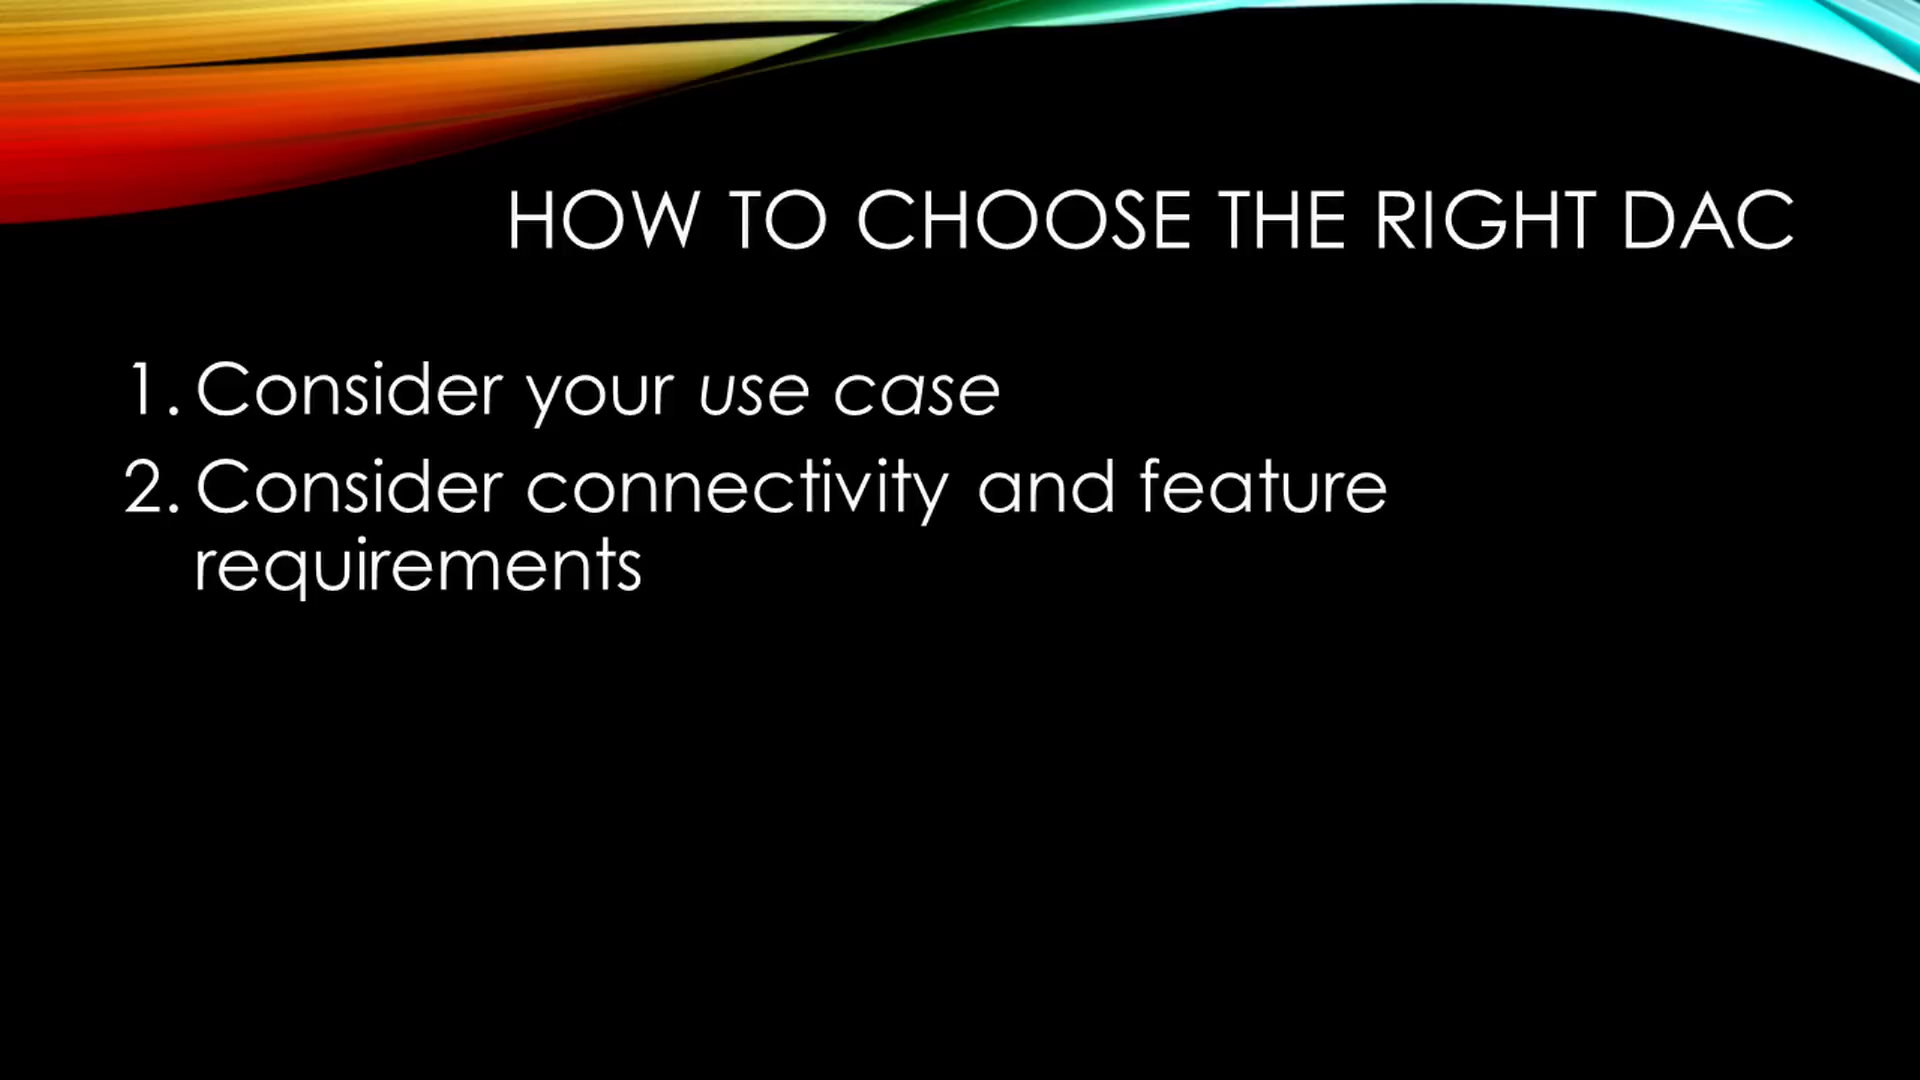 HOW TO CHOOSE THE RIGHT DAC
1. Consider your use case
2. Consider connectivity and feature
requirements